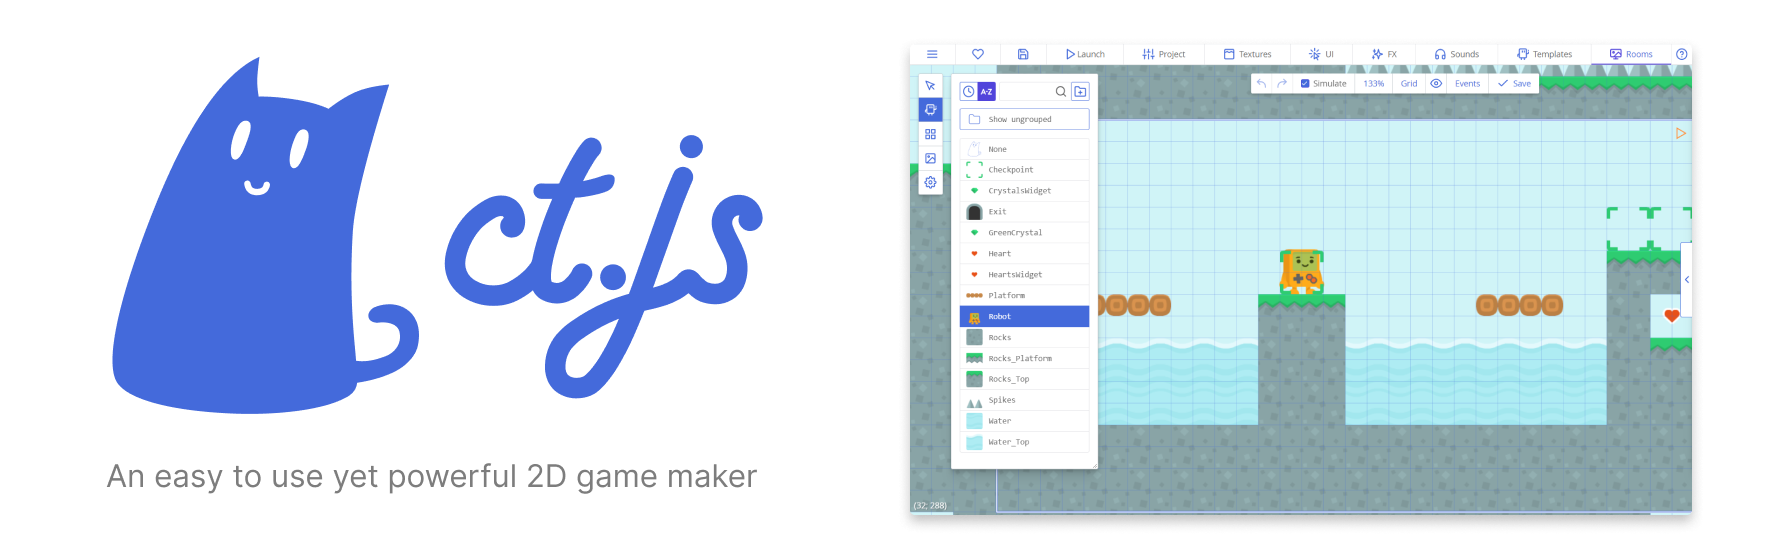 ct.js
An easy to use yet powerful 2D game maker
Launch
Project
Textures
UI
FX
Sounds
Templates
Rooms
Simulate
133%
Grid
Events
Save
A-Z
Show ungrouped
None
Checkpoint
CrystalsWidget
Exit
GreenCrystal
Heart
HeartsWidget
Platform
Robot
Rocks
Rocks_Platform
Rocks_Top
Spikes
Water
Water_Top
(32; 288)